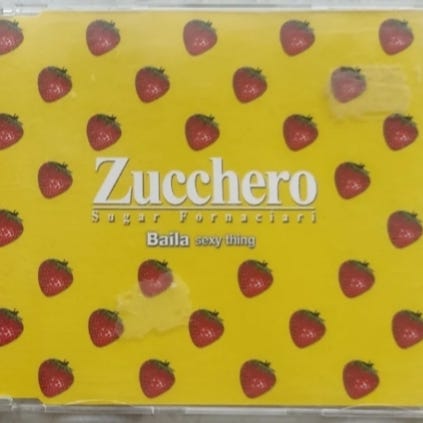 Zucchero
Sugar Fornaciari
Baila sexy thing